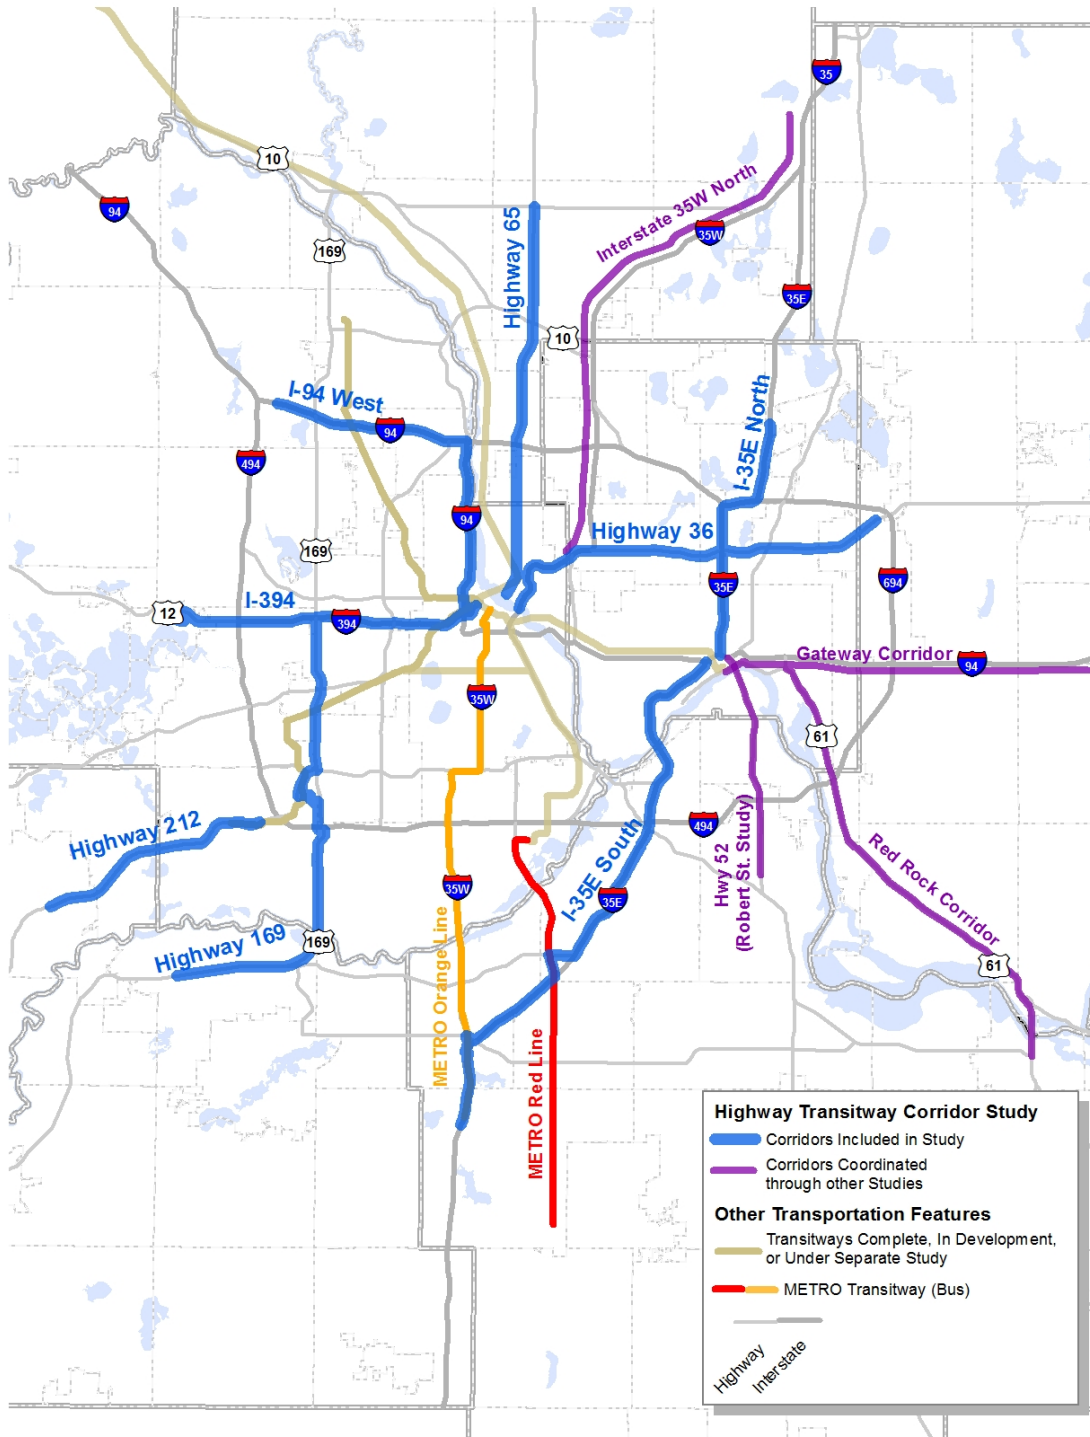 35
10
Interstate 35W North
94
Highway 65
35W
169
35E
10
I-94 West
I-35E North
94
494
94
Highway 36
169
35E
694
I-394
12
394
Gateway Corridor
94
35W
61
Highway 212
494
Hwy 52
(Robert St. Study)
Red Rock Corridor
I-35E South
35W
35E
Highway 169
169
METRO Orange Line
61
METRO Red Line
Highway Transitway Corridor Study
Corridors Included in Study
Corridors Coordinated
through other Studies
Other Transportation Features
Transitways Complete, In Development,
or Under Separate Study
METRO Transitway (Bus)
Highway
Interstate